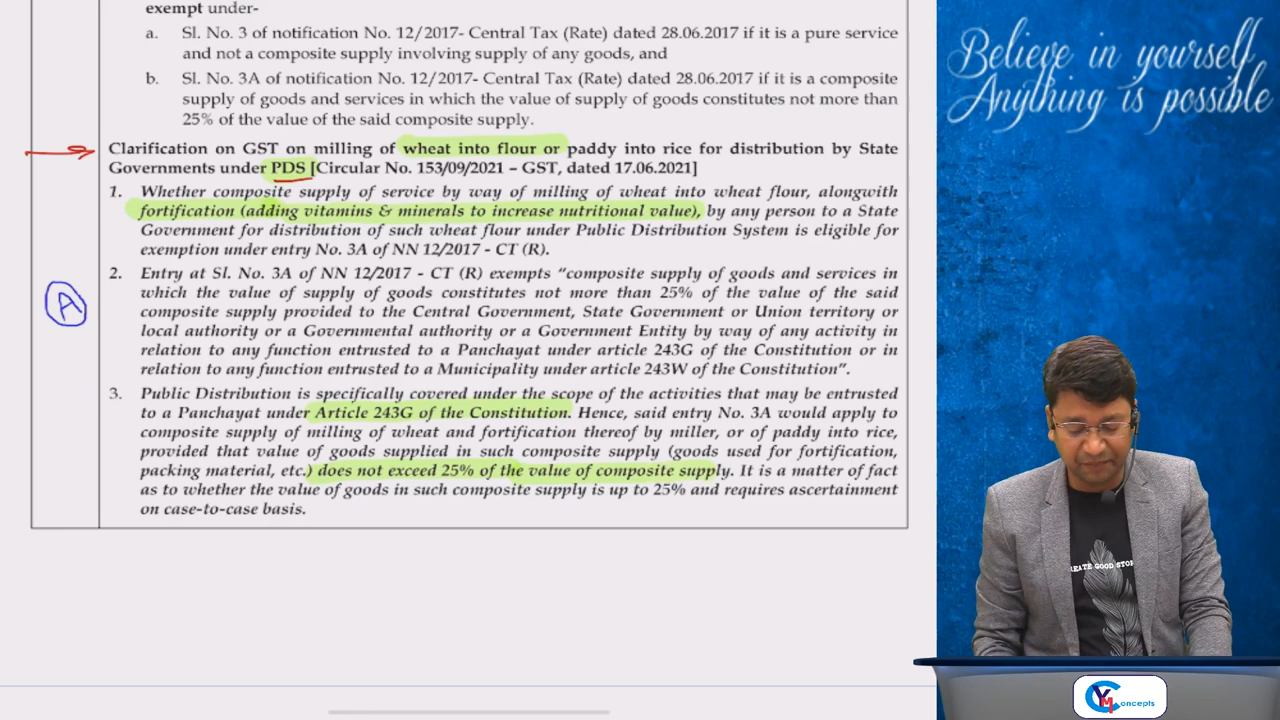 exempt under-
a. Sl. No. 3 of notification No. 12/2017- Central Tax (Rate) dated 28.06.2017 if it is a pure service
and not a composite supply involving supply of any goods, and
b. Sl. No. 3A of notification No. 12/2017- Central Tax (Rate) dated 28.06.2017 if it is a composite
supply of goods and services in which the value of supply of goods constitutes not more than
25% of the value of the said composite supply.
Clarification on GST on milling of wheat into flour or paddy into rice for distribution by State
Governments under PDS [Circular No. 153/09/2021 – GST, dated 17.06.2021]
1. Whether composite supply of service by way of milling of wheat into wheat flour, alongwith
fortification (adding vitamins & minerals to increase nutritional value), by any person to a State
Government for distribution of such wheat flour under Public Distribution System is eligible for
exemption under entry No. 3A of NN 12/2017 - CT (R).
2. Entry at Sl. No. 3A of NN 12/2017 - CT (R) exempts “composite supply of goods and services in
which the value of supply of goods constitutes not more than 25% of the value of the said
composite supply provided to the Central Government, State Government or Union territory or
local authority or a Governmental authority or a Government Entity by way of any activity in
relation to any function entrusted to a Panchayat under article 243G of the Constitution or in
relation to any function entrusted to a Municipality under article 243W of the Constitution”.
A
3. Public Distribution is specifically covered under the scope of the activities that may be entrusted
to a Panchayat under Article 243G of the Constitution. Hence, said entry No. 3A would apply to
composite supply of milling of wheat and fortification thereof by miller, or of paddy into rice,
provided that value of goods supplied in such composite supply (goods used for fortification,
packing material, etc.) does not exceed 25% of the value of composite supply. It is a matter of fact
as to whether the value of goods in such composite supply is up to 25% and requires ascertainment
on case-to-case basis.
Believe in yourself
Anything is possible
REATE GOOD STOR
YM
Concepts